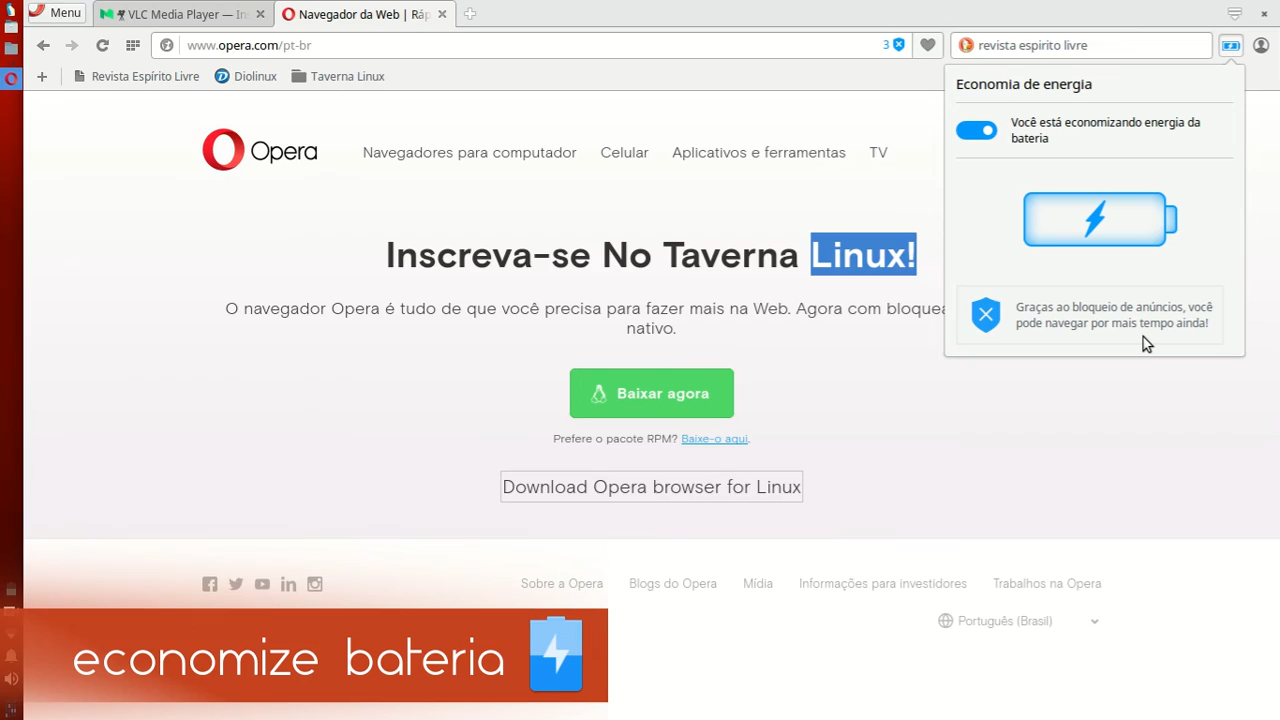 Menu
VLC Media Player — Ins
Navegador da Web | Ráp
www.opera.com/pt-br
3
revista espirito livre
Revista Espírito Livre
Diolinux
Taverna Linux
Economia de energia
Você está economizando energia da
bateria
Graças ao bloqueio de anúncios, você
pode navegar por mais tempo ainda!
Opera
Navegadores para computador
Celular
Aplicativos e ferramentas
TV
Inscreva-se No Taverna Linux!
O navegador Opera é tudo de que você precisa para fazer mais na Web. Agora com bloquea
nativo.
Baixar agora
Prefere o pacote RPM? Baixe-o aqui.
Download Opera browser for Linux
Sobre a Opera
Blogs do Opera
Mídia
Informações para investidores
Trabalhos na Opera
Português (Brasil)
economize bateria